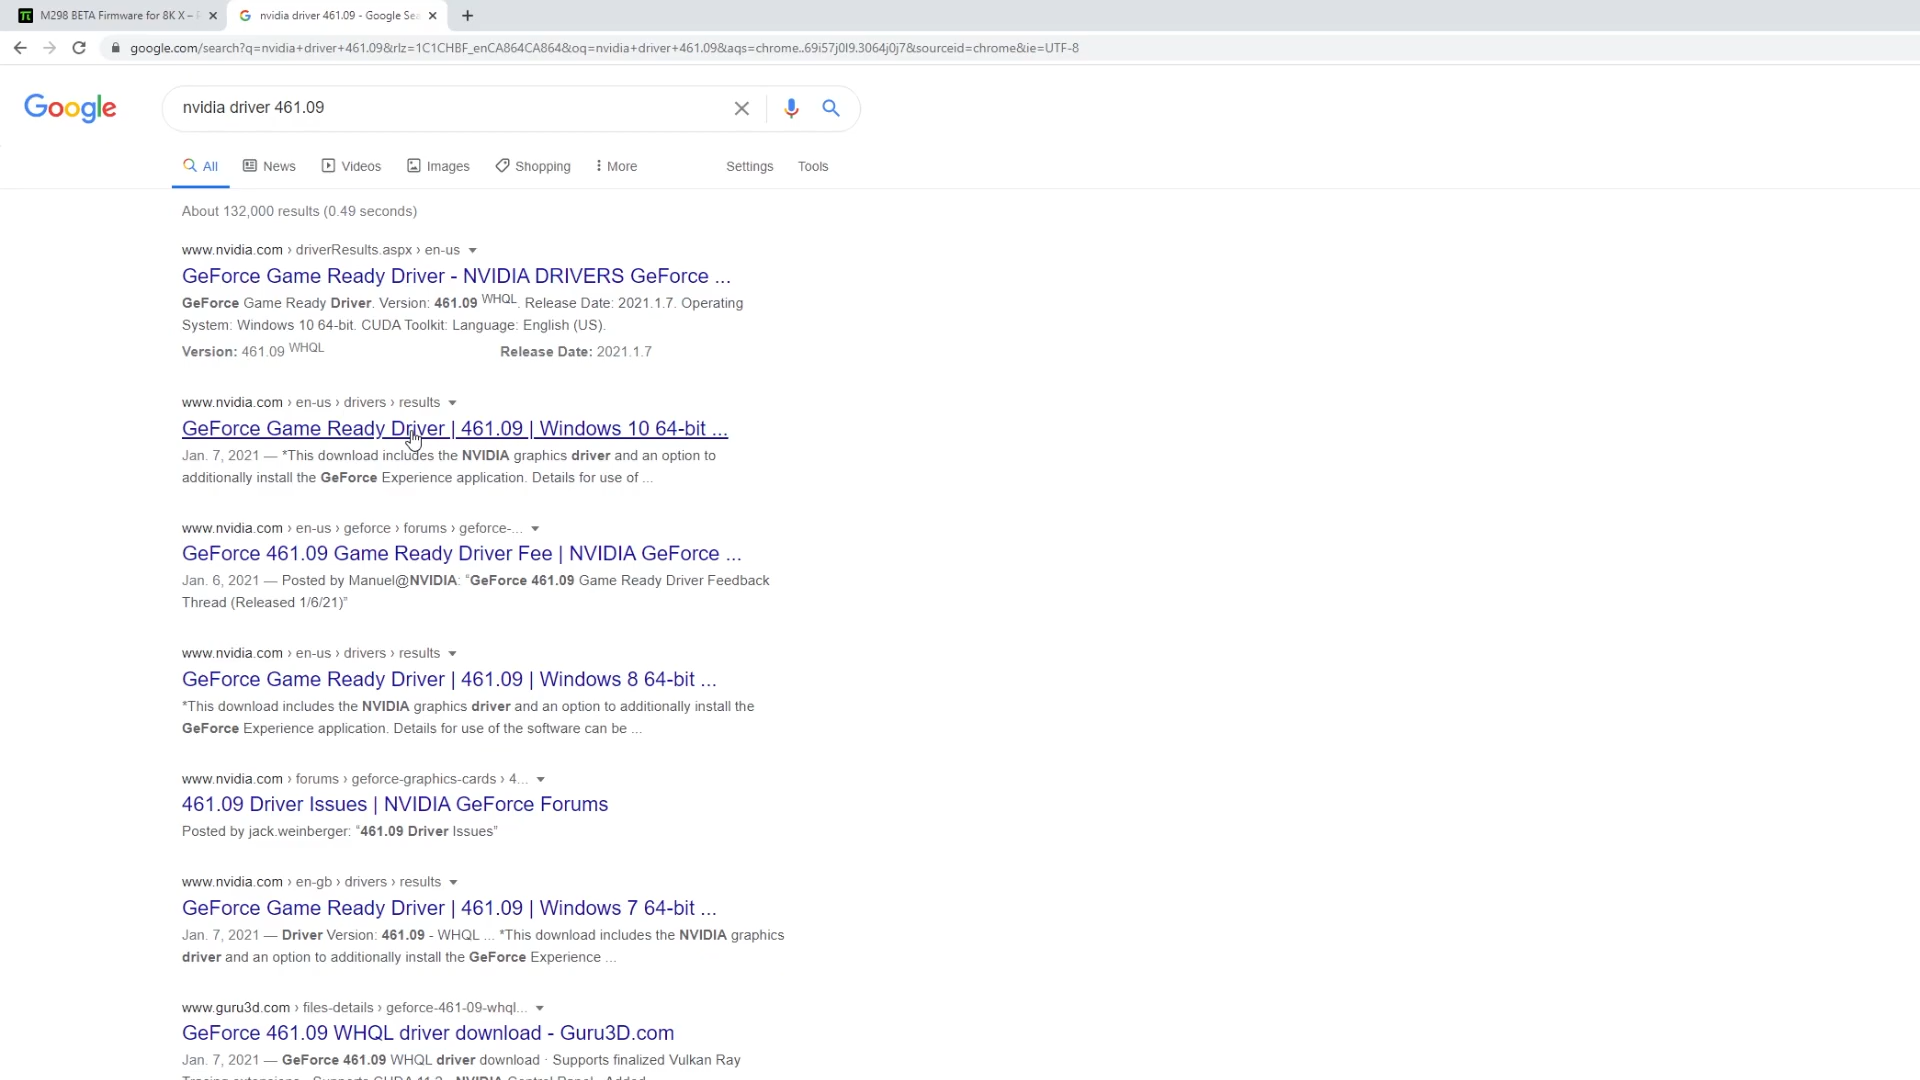 M298 BETA Firmware for 8K X –
nvidia driver 461.09 - Google Sea
google.com/search?q=nvidia+driver+461.09&rlz=1C1CHBF_enCA864CA864&oq=nvidia+driver+461.09&aqs=chrome..69i57j0l9.3064j0j7&sourceid=chrome&ie=UTF-8
Google
nvidia driver 461.09
All News Videos Images Shopping More Settings Tools
About 132,000 results (0.49 seconds)
www.nvidia.com › driverResults.aspx › en-us
GeForce Game Ready Driver - NVIDIA DRIVERS GeForce ...
GeForce Game Ready Driver. Version: 461.09 WHQL. Release Date: 2021.1.7. Operating
System: Windows 10 64-bit. CUDA Toolkit: Language: English (US).
Version: 461.09 WHQL Release Date: 2021.1.7
www.nvidia.com › en-us › drivers › results
GeForce Game Ready Driver | 461.09 | Windows 10 64-bit ...
Jan. 7, 2021 — *This download includes the NVIDIA graphics driver and an option to
additionally install the GeForce Experience application. Details for use of ...
www.nvidia.com › en-us › geforce › forums › geforce-...
GeForce 461.09 Game Ready Driver Fee | NVIDIA GeForce ...
Jan. 6, 2021 — Posted by Manuel@NVIDIA: “GeForce 461.09 Game Ready Driver Feedback
Thread (Released 1/6/21)”
www.nvidia.com › en-us › drivers › results
GeForce Game Ready Driver | 461.09 | Windows 8 64-bit ...
*This download includes the NVIDIA graphics driver and an option to additionally install the
GeForce Experience application. Details for use of the software can be ...
www.nvidia.com › forums › geforce-graphics-cards › 4...
461.09 Driver Issues | NVIDIA GeForce Forums
Posted by jack.weinberger: “461.09 Driver Issues”
www.nvidia.com › en-gb › drivers › results
GeForce Game Ready Driver | 461.09 | Windows 7 64-bit ...
Jan. 7, 2021 — Driver Version: 461.09 - WHQL ... *This download includes the NVIDIA graphics
driver and an option to additionally install the GeForce Experience ...
www.guru3d.com › files-details › geforce-461-09-whql...
GeForce 461.09 WHQL driver download - Guru3D.com
Jan. 7, 2021 — GeForce 461.09 WHQL driver download · Supports finalized Vulkan Ray